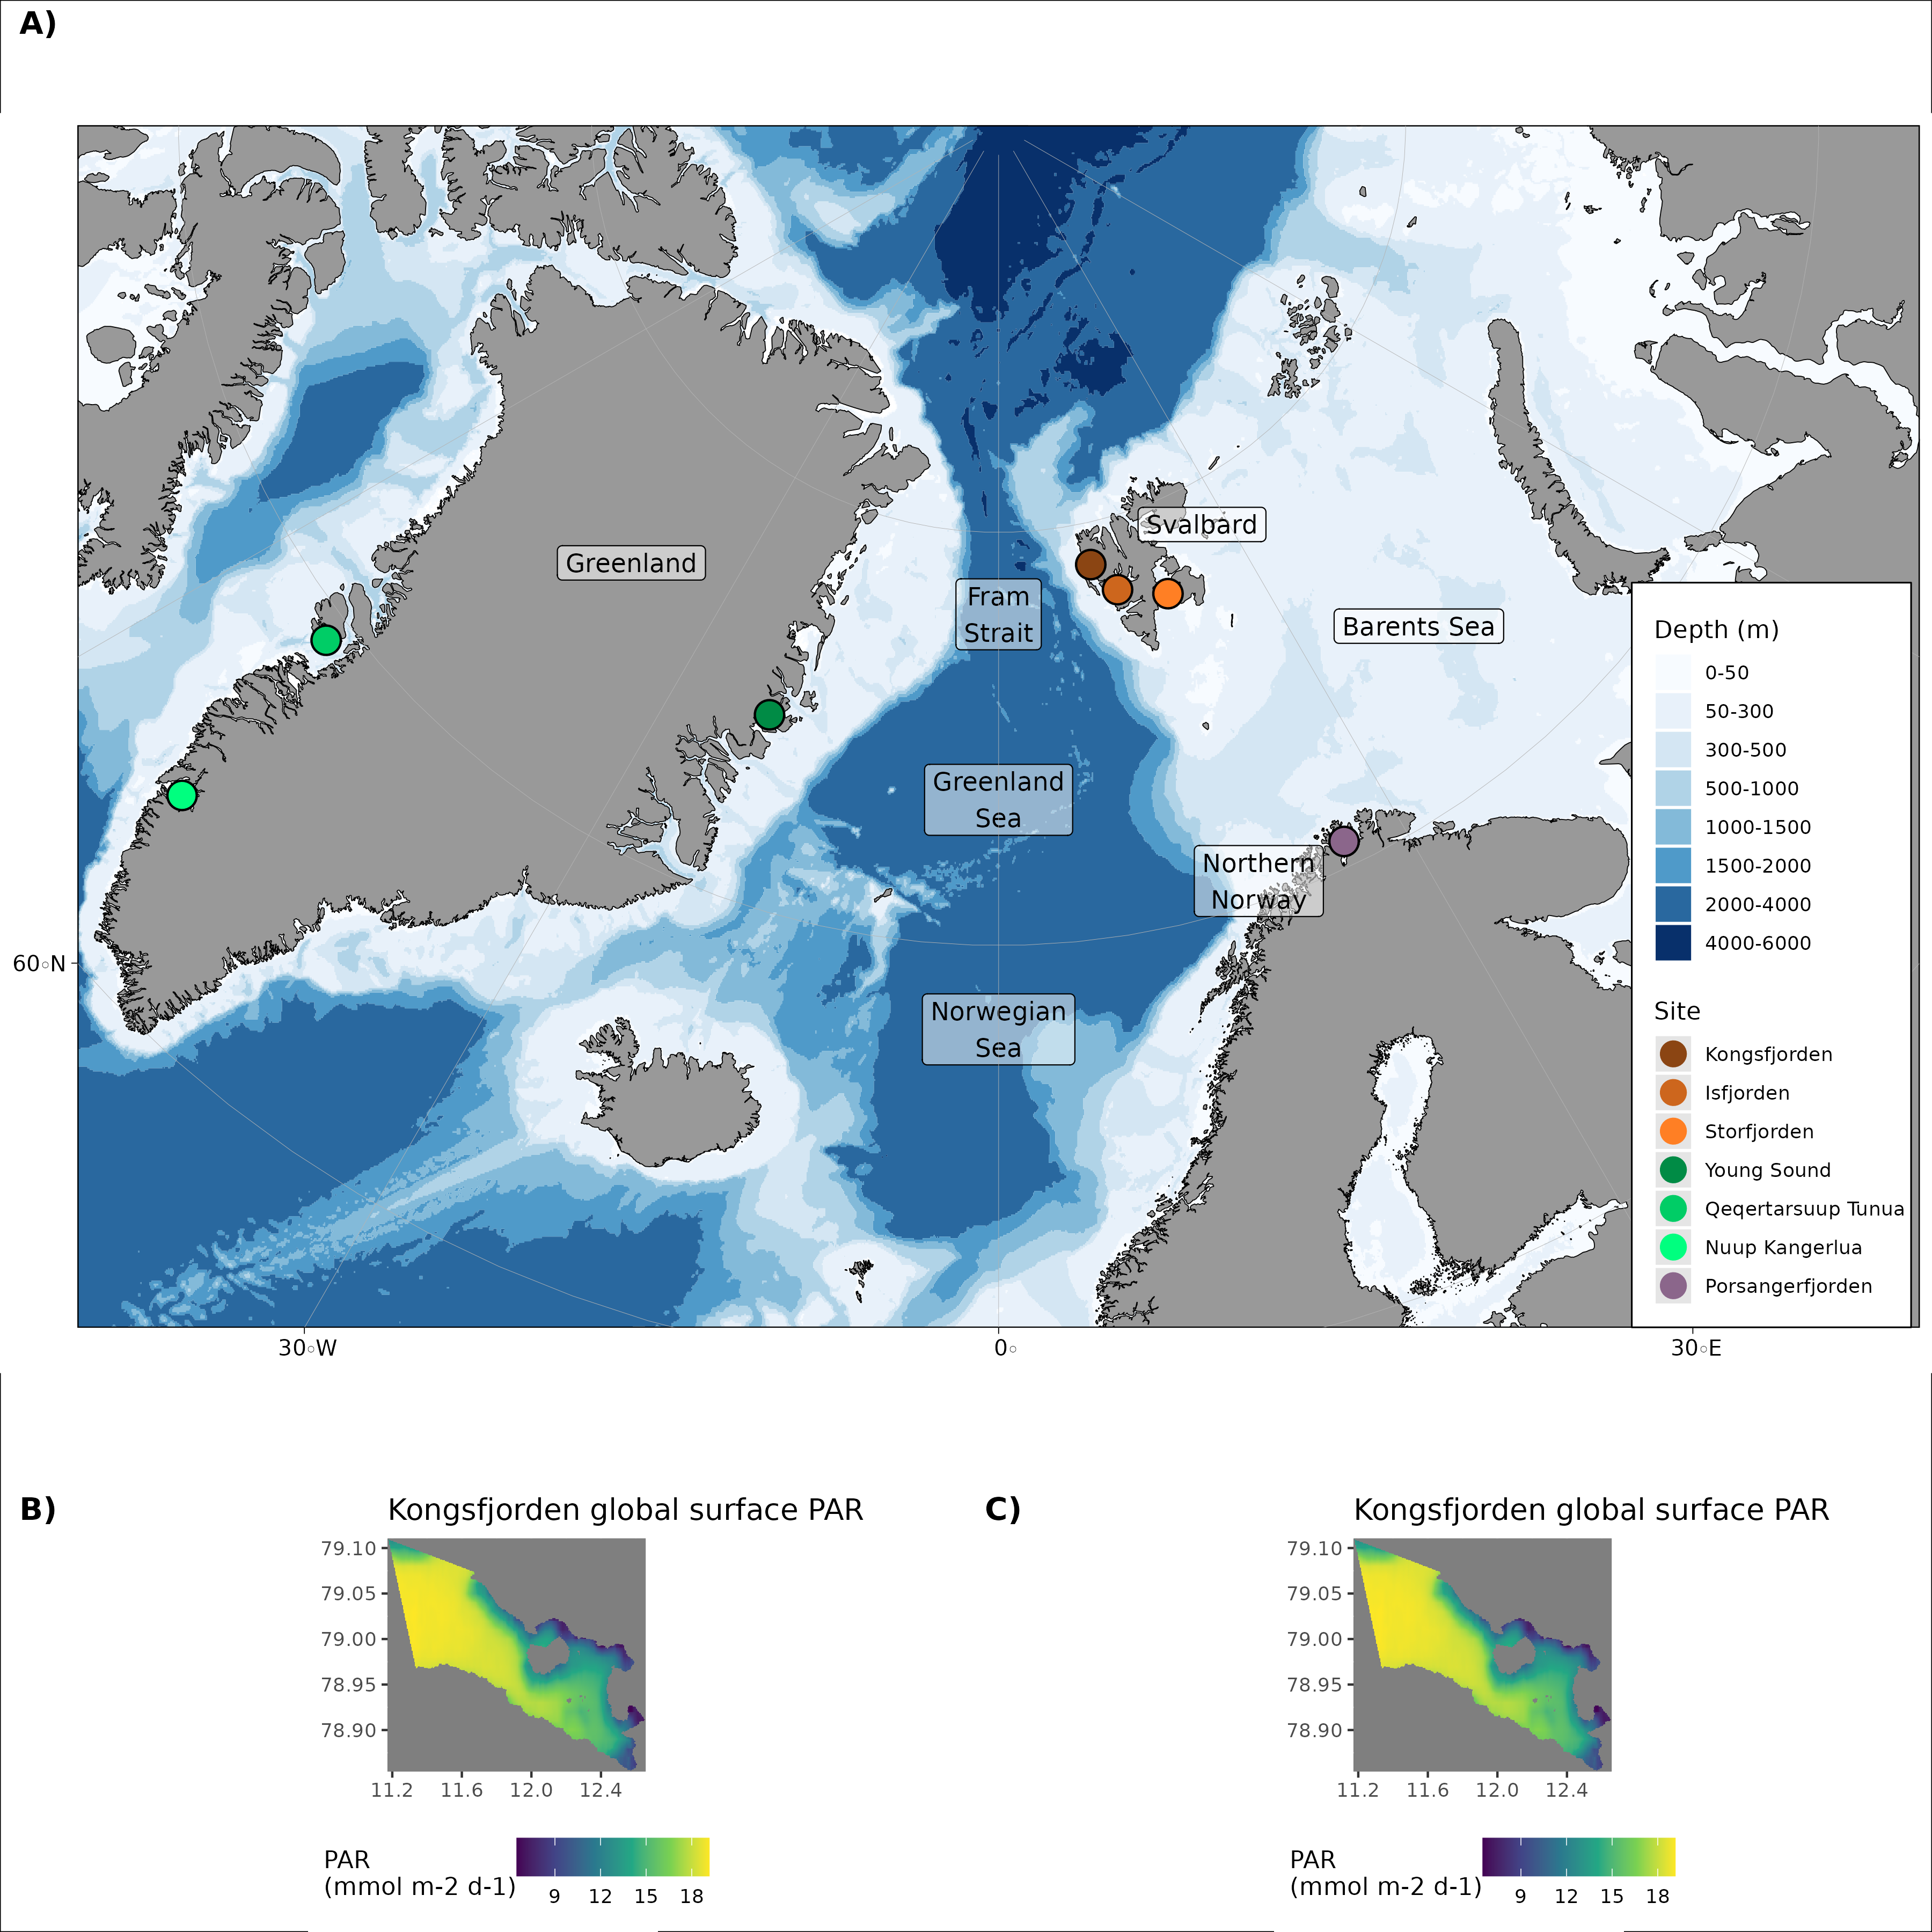 A)
Svalbard
Greenland
Fram
Strait
Barents Sea
Greenland
Sea
Northern
Norway
Norwegian
Sea
60◦N
30◦W
0◦
30◦E
Depth (m)
0-50
50-300
300-500
500-1000
1000-1500
1500-2000
2000-4000
4000-6000
Site
Kongsfjorden
Isfjorden
Storfjorden
Young Sound
Qeqertarsuup Tunua
Nuup Kangerlua
Porsangerfjorden
B)
Kongsfjorden global surface PAR
79.10
79.05
79.00
78.95
78.90
11.2 11.6 12.0 12.4
PAR
(mmol m-2 d-1)
9 12 15 18
C)
Kongsfjorden global surface PAR
79.10
79.05
79.00
78.95
78.90
11.2 11.6 12.0 12.4
PAR
(mmol m-2 d-1)
9 12 15 18